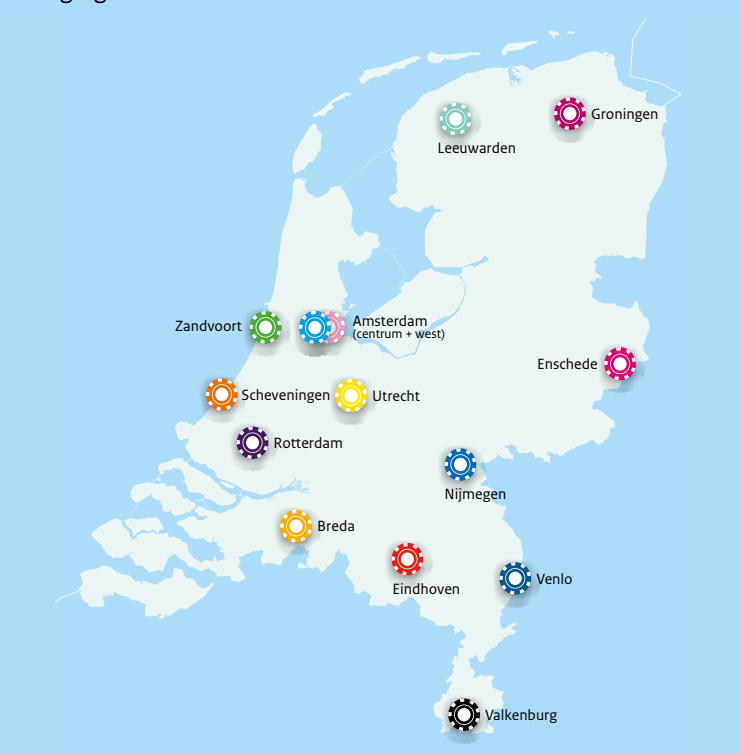 Groningen
Leeuwarden
Zandvoort
Amsterdam
(centrum + west)
Enschede
Scheveningen
Utrecht
Rotterdam
Nijmegen
Breda
Venlo
Eindhoven
Valkenburg